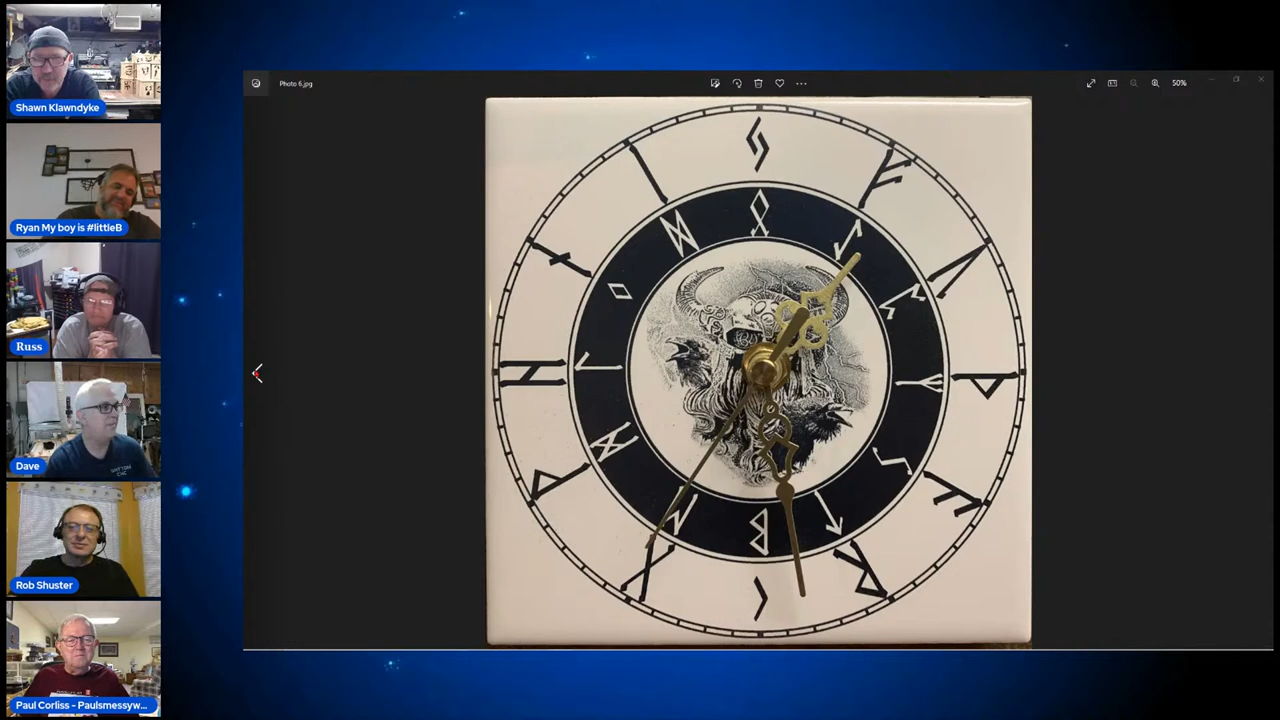 Shawn Klawndyke
Ryan My boy is #littleB
Russ
Dave
Rob Shuster
Paul Corliss - Paulsmessyw...
Photo 6.jpg
50%
ᛃ ᚠ ᚢ ᚦ ᚨ ᚱ ᚲ ᚷ ᚹ ᚺ ᚾ ᛁ
ᛟ ᛇ ᛈ ᛉ ᛊ ᛏ ᛒ ᛖ ᛗ ᛚ ᛜ ᛞ